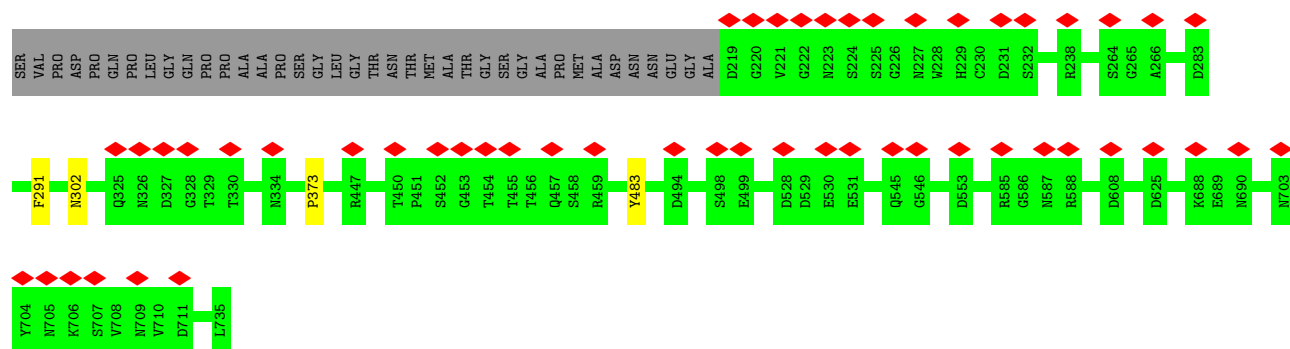 SER VAL PRO ASP PRO GLN PRO LEU GLY GLN PRO PRO ALA ALA PRO SER GLY LEU GLY THR ASN THR MET ALA THR GLY SER GLY ALA PRO MET ALA ASP ASN ASN GLU GLY ALA D219 G220 V221 G222 N223 S224 S225 G226 N227 W228 H229 C230 D231 S232 R238 S264 G265 A266 D283
F291 N302 Q325 N326 D327 G328 T329 T330 N334 P373 R447 T450 P451 S452 G453 T454 T455 T456 Q457 S458 R459 Y483 D494 S498 E499 D528 D529 E530 E531 Q545 G546 D553 R585 G586 N587 R588 D608 D625 K688 E689 N690 N703
Y704 N705 K706 S707 V708 N709 V710 D711 L735